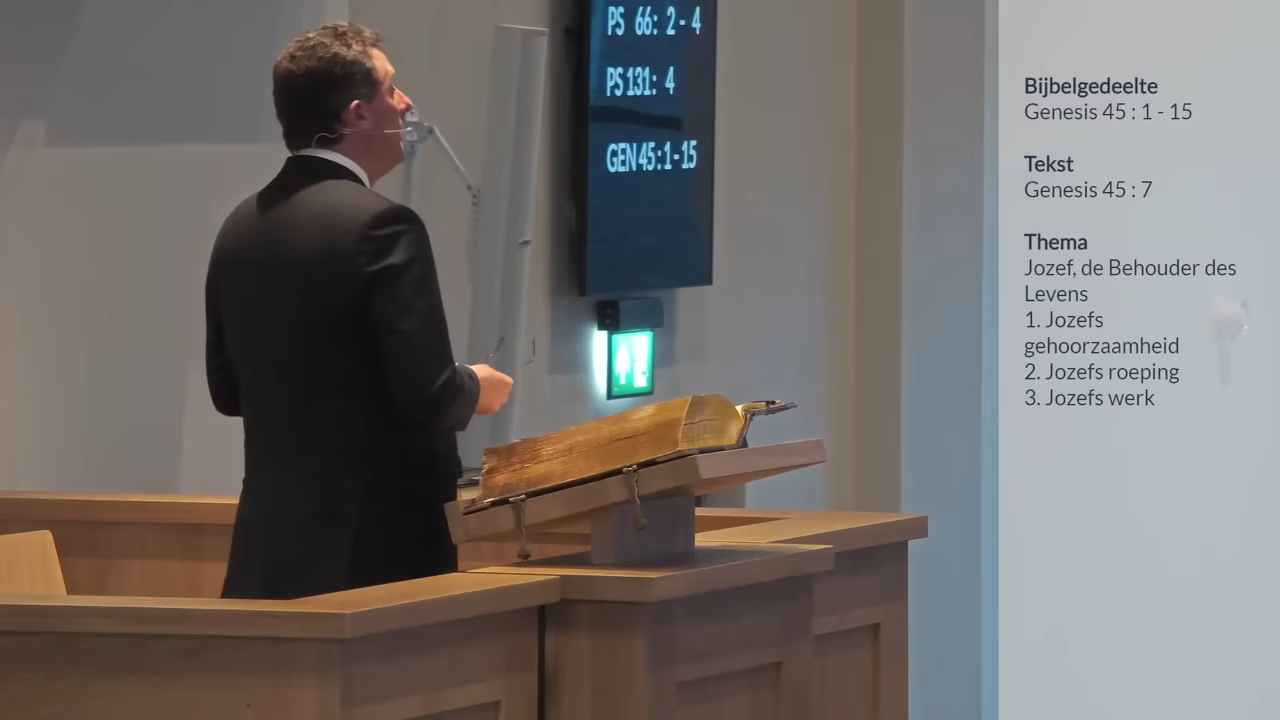 PS 66: 2 - 4
PS 131: 4
GEN 45: 1-15
Bijbelgedeelte
Genesis 45 : 1 - 15
Tekst
Genesis 45 : 7
Thema
Jozef, de Behouder des
Levens
1. Jozefs
gehoorzaamheid
2. Jozefs roeping
3. Jozefs werk